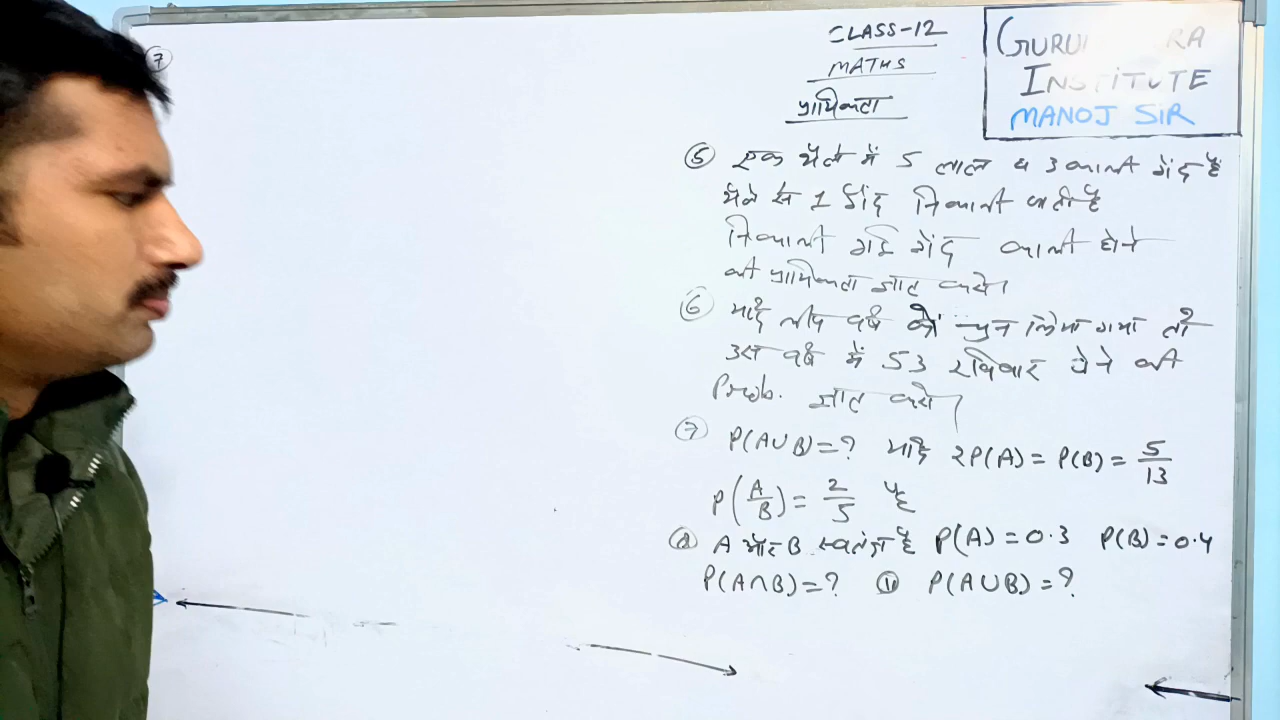 ⑦
CLASS-12
MATHS
प्रायिकता
GURU RA
INSTITUTE
MANOJ SIR
⑤ एक थैले में 5 लाल व 3 काली गेंद है
थैले से 1 गेंद निकाली जाती है
निकाली गई गेंद काली होने
की प्रायिकता ज्ञात करो।
⑥ यदि लीप वर्ष को चुन लिया गया तो
उस वर्ष में 53 रविवार होने की
Prob. ज्ञात करो।
⑦ P(A∪B)=? यदि 2P(A) = P(B) = 5/13
P(A/B) = 2/5 है
⑧ A और B स्वतंत्र है P(A) = 0.3 P(B) = 0.4
P(A∩B)=? ⑪ P(A∪B) = ?